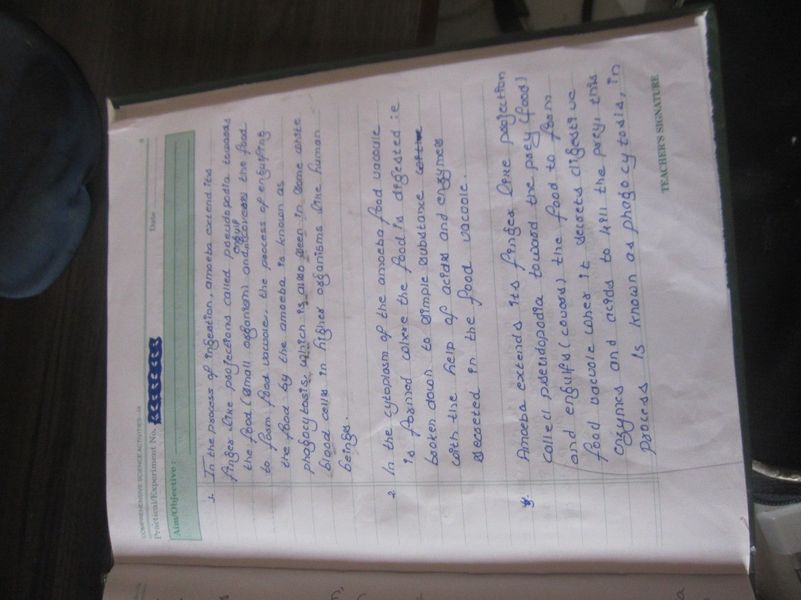 COMPREHENSIVE SCIENCE ACTIVITIES
Practical/Experiment No.
Date
Aim/Objective :
1. In the process of ingestion, amoeba extend its
finger like projections called pseudopodia towards
engulf
the food (small organism) and covers the food
to form food vacuole. the process of engulfing
the food by the amoeba is known as
phagocytosis, which is also seen in some white
blood cells in higher organisms like human
beings.
2. In the cytoplasm of the amoeba food vacuole
is formed where the food is digested ie
broken down to simple substance
with the help of acids and enzymes
secreted in the food vacuole.
Amoeba extends its finger like projection
called pseudopodia toward the prey (food)
and engulfs (covers) the food to form
food vacuole wher it secrets digestive
enzymes and acids to kill the prey, this
process is known as phagocytosis, in
TEACHER'S SIGNATURE